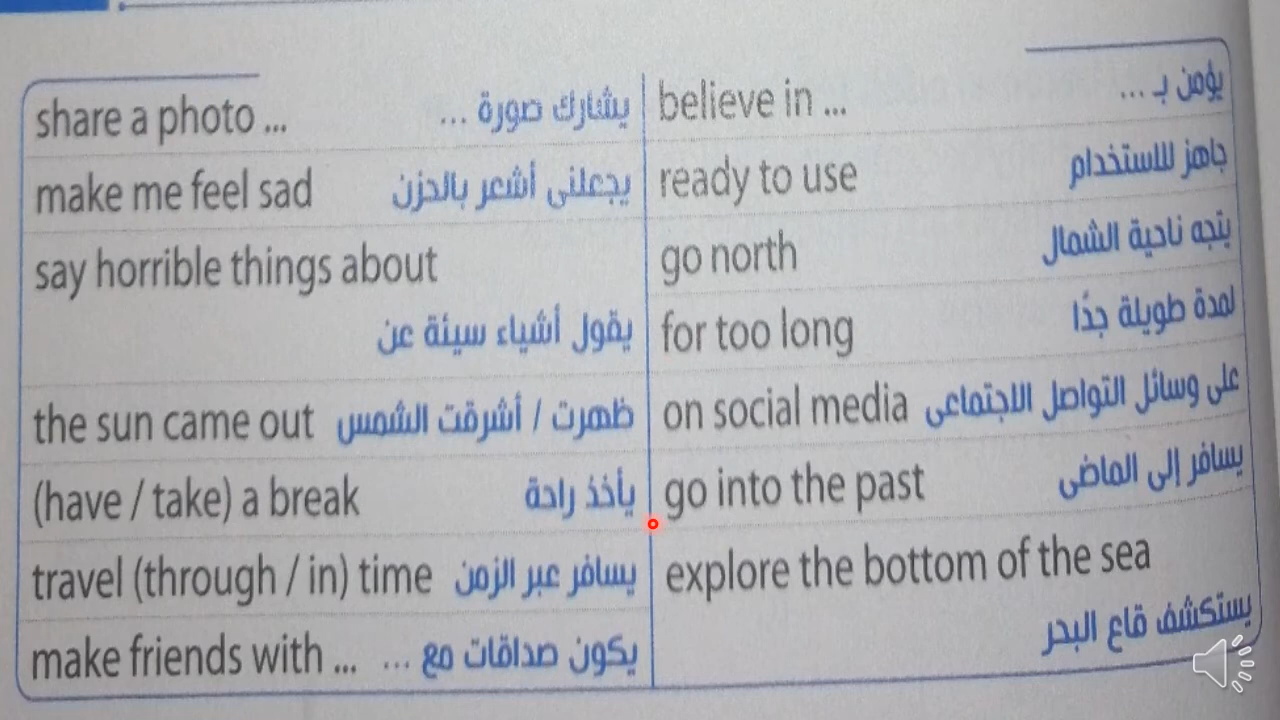 share a photo ... يشارك صورة ...
make me feel sad يجعلنى أشعر بالحزن
say horrible things about
يقول أشياء سيئة عن
the sun came out ظهرت / أشرقت الشمس
(have / take) a break يأخذ راحة
travel (through / in) time يسافر عبر الزمن
make friends with ... يكون صداقات مع ...
believe in ... يؤمن بـ ...
ready to use جاهز للاستخدام
go north يتجه ناحية الشمال
for too long لمدة طويلة جدًا
on social media على وسائل التواصل الاجتماعى
go into the past يسافر إلى الماضى
explore the bottom of the sea
يستكشف قاع البحر